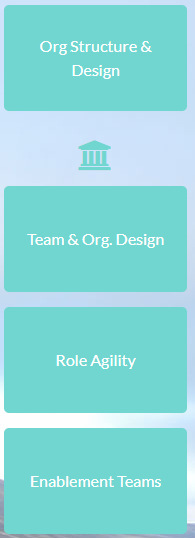 Org Structure &
Design
Team & Org. Design
Role Agility
Enablement Teams